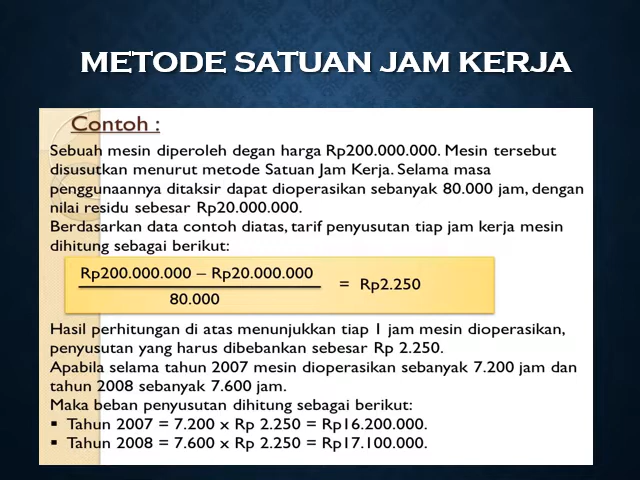 METODE SATUAN JAM KERJA
Contoh :
Sebuah mesin diperoleh degan harga Rp200.000.000. Mesin tersebut
disusutkan menurut metode Satuan Jam Kerja. Selama masa
penggunaannya ditaksir dapat dioperasikan sebanyak 80.000 jam, dengan
nilai residu sebesar Rp20.000.000.
Berdasarkan data contoh diatas, tarif penyusutan tiap jam kerja mesin
dihitung sebagai berikut:
Rp200.000.000 – Rp20.000.000
80.000
= Rp2.250
Hasil perhitungan di atas menunjukkan tiap 1 jam mesin dioperasikan,
penyusutan yang harus dibebankan sebesar Rp 2.250.
Apabila selama tahun 2007 mesin dioperasikan sebanyak 7.200 jam dan
tahun 2008 sebanyak 7.600 jam.
Maka beban penyusutan dihitung sebagai berikut:
▪ Tahun 2007 = 7.200 x Rp 2.250 = Rp16.200.000.
▪ Tahun 2008 = 7.600 x Rp 2.250 = Rp17.100.000.